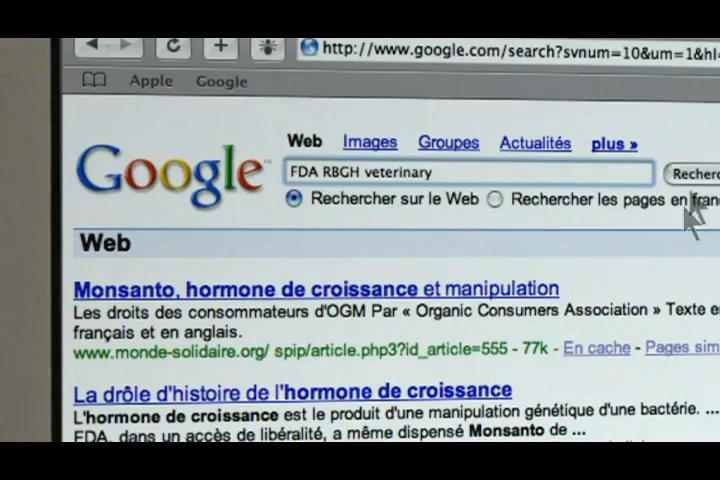 http://www.google.com/search?svnum=10&um=1&hl=
Apple Google
Web Images Groupes Actualités plus »
Google™
FDA RBGH veterinary
Recherc
Rechercher sur le Web Rechercher les pages en fran
Web
Monsanto, hormone de croissance et manipulation
Les droits des consommateurs d'OGM Par « Organic Consumers Association » Texte e
français et en anglais.
www.monde-solidaire.org/ spip/article.php3?id_article=555 - 77k - En cache - Pages sim
La drôle d'histoire de l'hormone de croissance
L'hormone de croissance est le produit d'une manipulation génétique d'une bactérie. ...
FDA, dans un accès de libéralité, a même dispensé Monsanto de ...